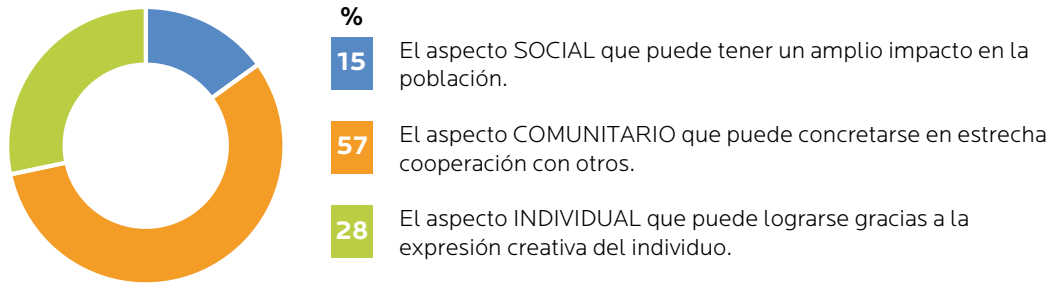 %
15
El aspecto SOCIAL que puede tener un amplio impacto en la
población.
57
El aspecto COMUNITARIO que puede concretarse en estrecha
cooperación con otros.
28
El aspecto INDIVIDUAL que puede lograrse gracias a la
expresión creativa del individuo.